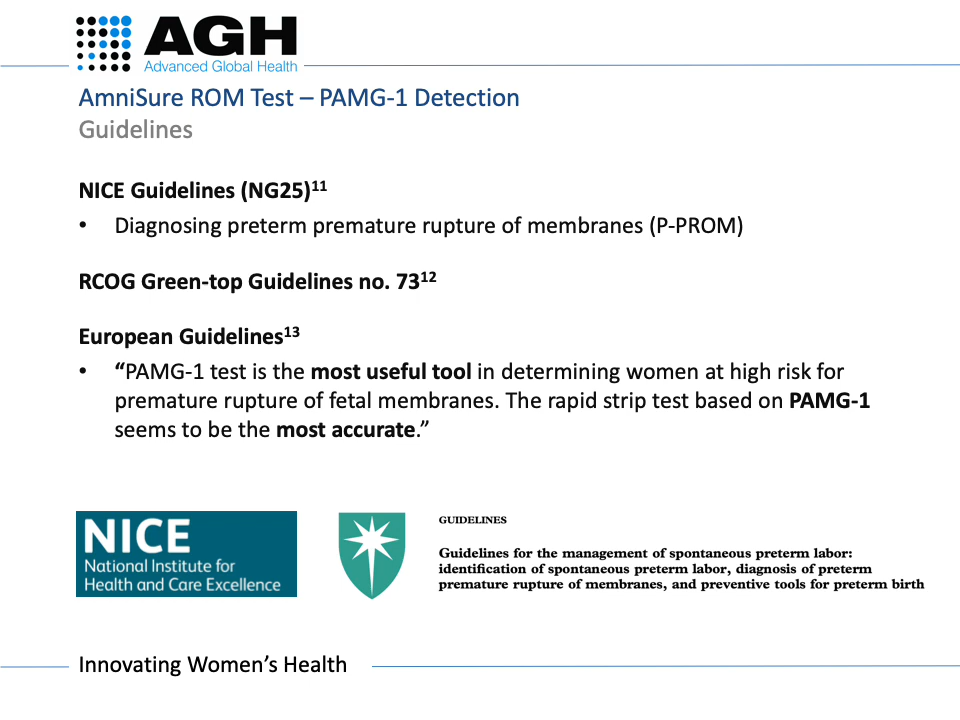 AGH
Advanced Global Health
AmniSure ROM Test – PAMG-1 Detection
Guidelines
NICE Guidelines (NG25)11
• Diagnosing preterm premature rupture of membranes (P-PROM)
RCOG Green-top Guidelines no. 7312
European Guidelines13
• “PAMG-1 test is the most useful tool in determining women at high risk for
premature rupture of fetal membranes. The rapid strip test based on PAMG-1
seems to be the most accurate.”
NICE
National Institute for
Health and Care Excellence
GUIDELINES
Guidelines for the management of spontaneous preterm labor:
identification of spontaneous preterm labor, diagnosis of preterm
premature rupture of membranes, and preventive tools for preterm birth
Innovating Women’s Health